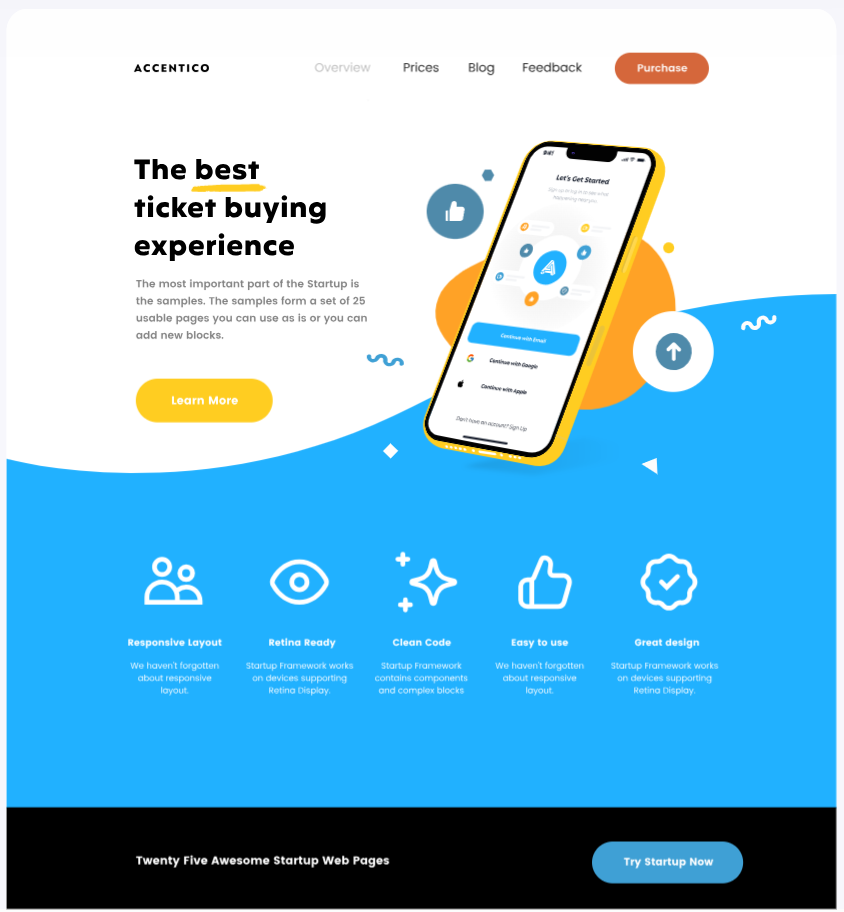 ACCENTICO
Overview
Prices
Blog
Feedback
Purchase
The best
ticket buying
experience
The most important part of the Startup is
the samples. The samples form a set of 25
usable pages you can use as is or you can
add new blocks.
Learn More
9:41
Let's Get Started
Sign up or log in to see what
happening near you
Continue with Email
Continue with Google
Continue with Apple
Don't have an account? Sign Up
Responsive Layout
We haven't forgotten
about responsive
layout.
Retina Ready
Startup Framework works
on devices supporting
Retina Display.
Clean Code
Startup Framework
contains components
and complex blocks
Easy to use
We haven't forgotten
about responsive
layout.
Great design
Startup Framework works
on devices supporting
Retina Display.
Twenty Five Awesome Startup Web Pages
Try Startup Now